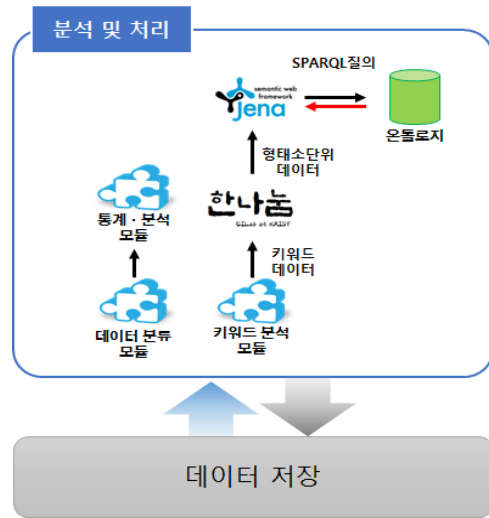 분석 및 처리
SPARQL질의
semantic web
framework
Jena
온톨로지
형태소단위
데이터
한나눔
통계 · 분석
모듈
키워드
데이터
데이터 분류
모듈
키워드 분석
모듈
데이터 저장